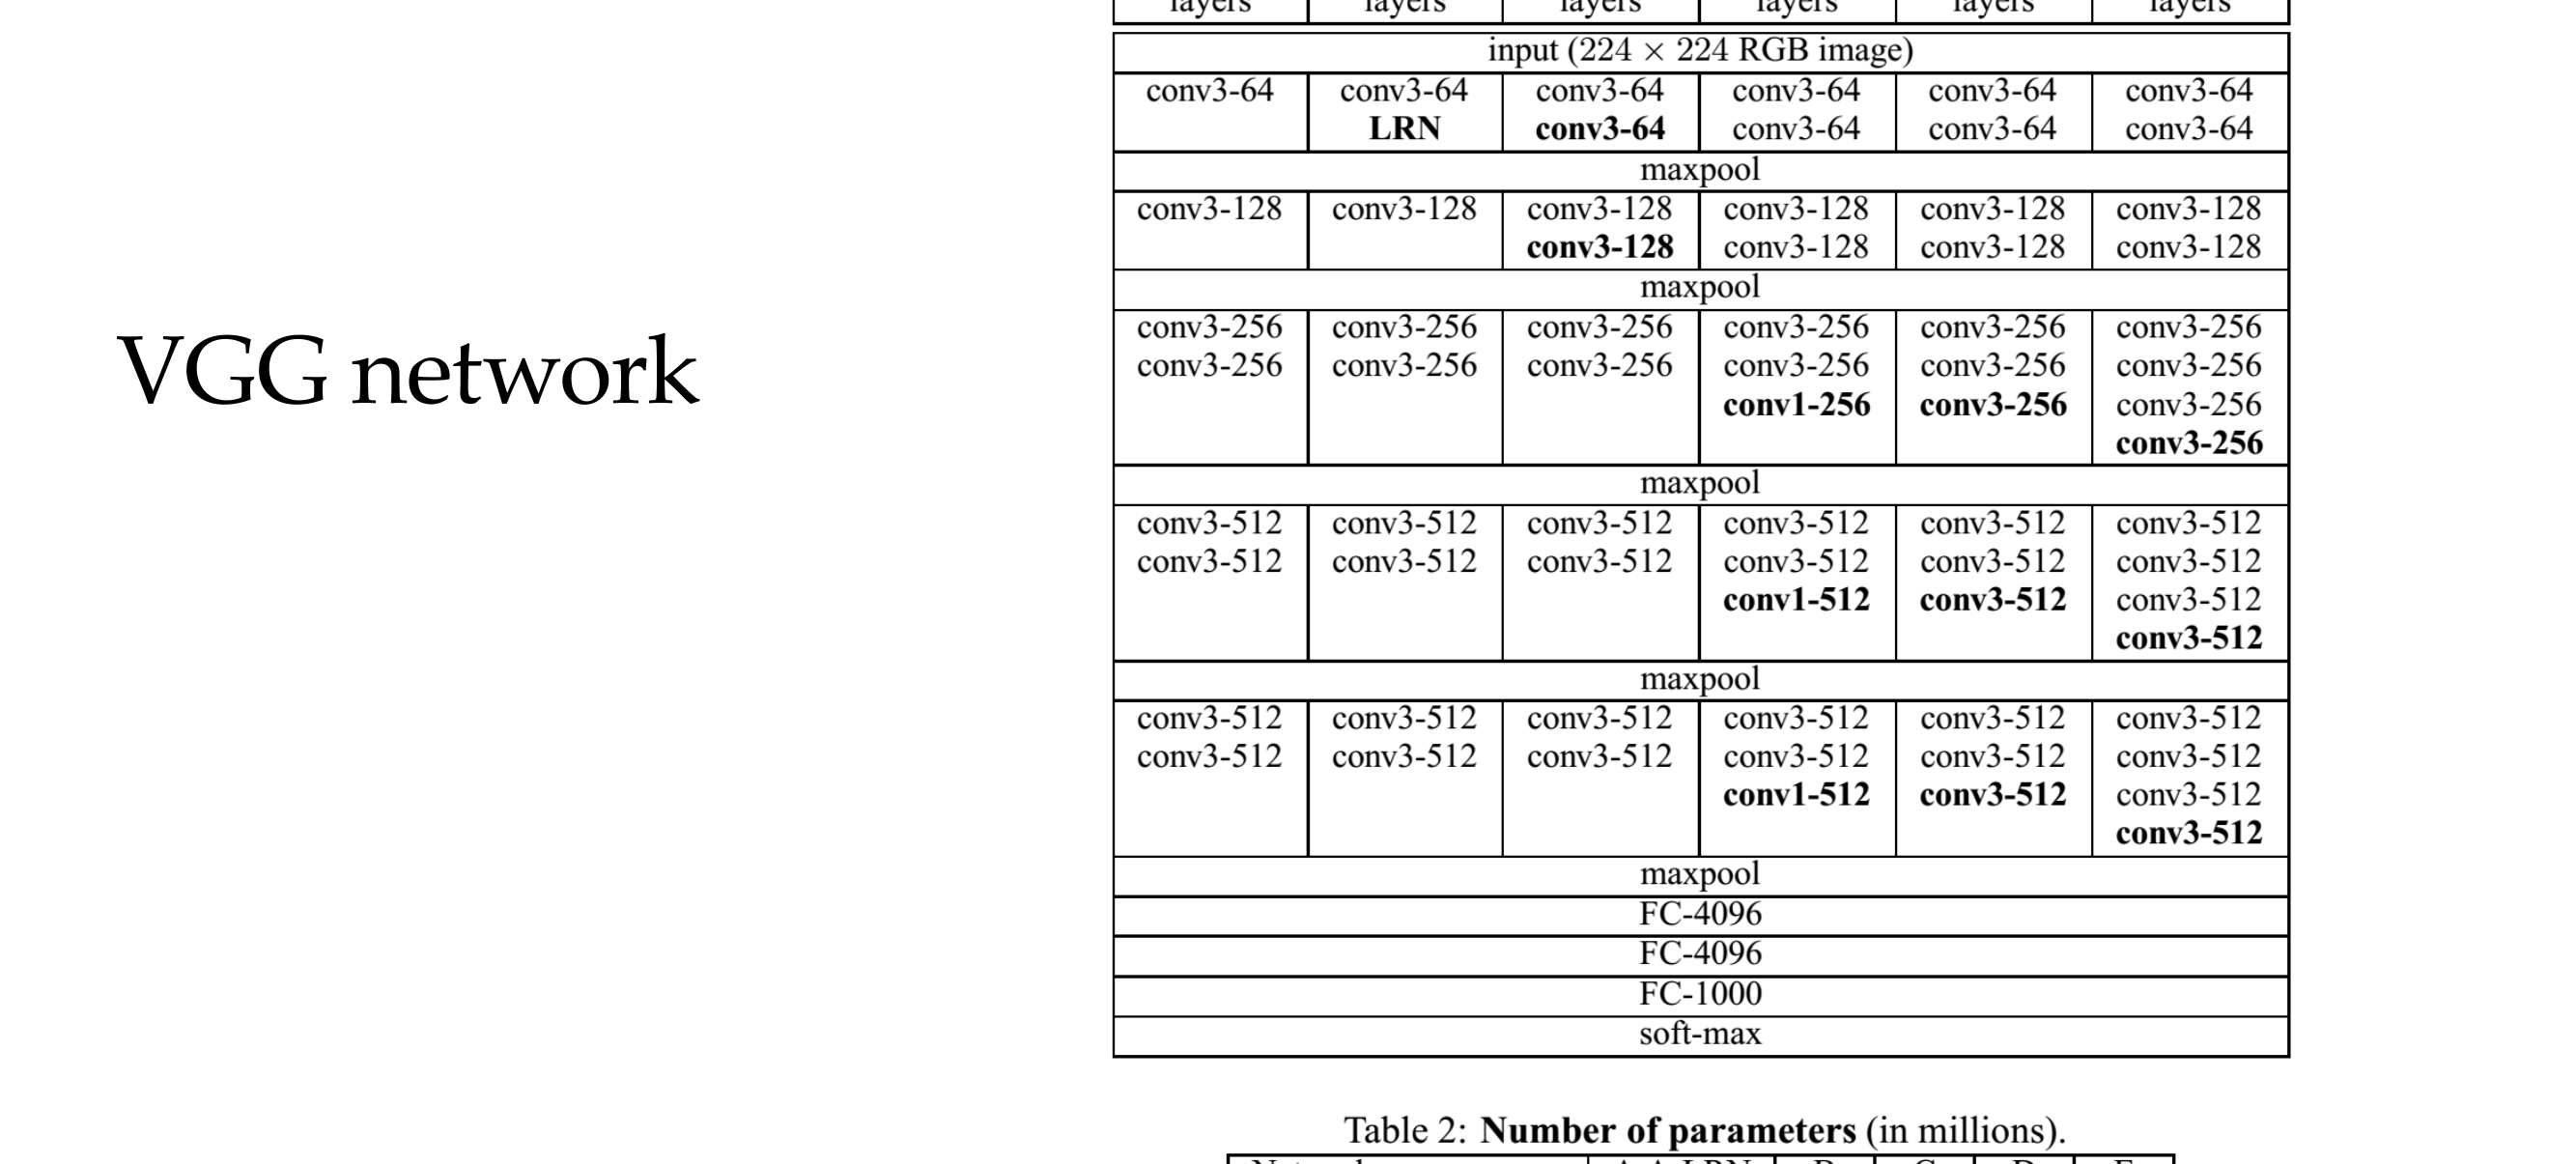 VGG network
layers layers layers layers layers layers
input (224 × 224 RGB image)
conv3-64 conv3-64 conv3-64 conv3-64 conv3-64 conv3-64
LRN conv3-64 conv3-64 conv3-64 conv3-64
maxpool
conv3-128 conv3-128 conv3-128 conv3-128 conv3-128 conv3-128
conv3-128 conv3-128 conv3-128 conv3-128
maxpool
conv3-256 conv3-256 conv3-256 conv3-256 conv3-256 conv3-256
conv3-256 conv3-256 conv3-256 conv3-256 conv3-256 conv3-256
conv1-256 conv3-256 conv3-256
conv3-256
maxpool
conv3-512 conv3-512 conv3-512 conv3-512 conv3-512 conv3-512
conv3-512 conv3-512 conv3-512 conv3-512 conv3-512 conv3-512
conv1-512 conv3-512 conv3-512
conv3-512
maxpool
conv3-512 conv3-512 conv3-512 conv3-512 conv3-512 conv3-512
conv3-512 conv3-512 conv3-512 conv3-512 conv3-512 conv3-512
conv1-512 conv3-512 conv3-512
conv3-512
maxpool
FC-4096
FC-4096
FC-1000
soft-max
Table 2: Number of parameters (in millions).